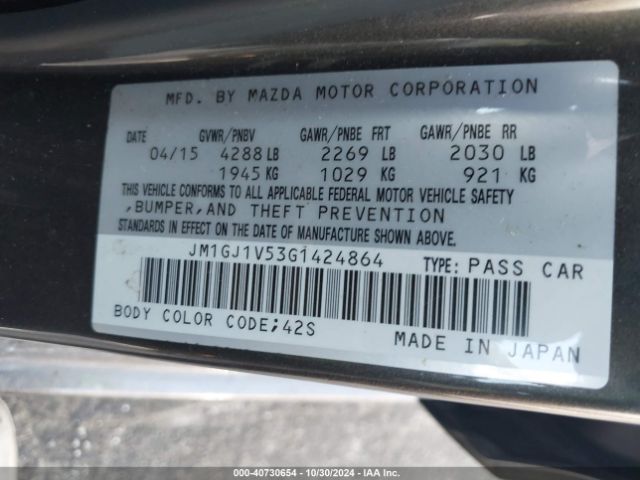 MFD. BY MAZDA MOTOR CORPORATION
DATE GVWR/PNBV GAWR/PNBE FRT GAWR/PNBE RR
04/15 4288 LB 2269 LB 2030 LB
1945 KG 1029 KG 921 KG
THIS VEHICLE CONFORMS TO ALL APPLICABLE FEDERAL MOTOR VEHICLE SAFETY
,BUMPER,AND THEFT PREVENTION
STANDARDS IN EFFECT ON THE DATE OF MANUFACTURE SHOWN ABOVE.
JM1GJ1V53G1424864 TYPE: PASS CAR
BODY COLOR CODE;42S MADE IN JAPAN
000-40730654 - 10/30/2024 - IAA Inc.